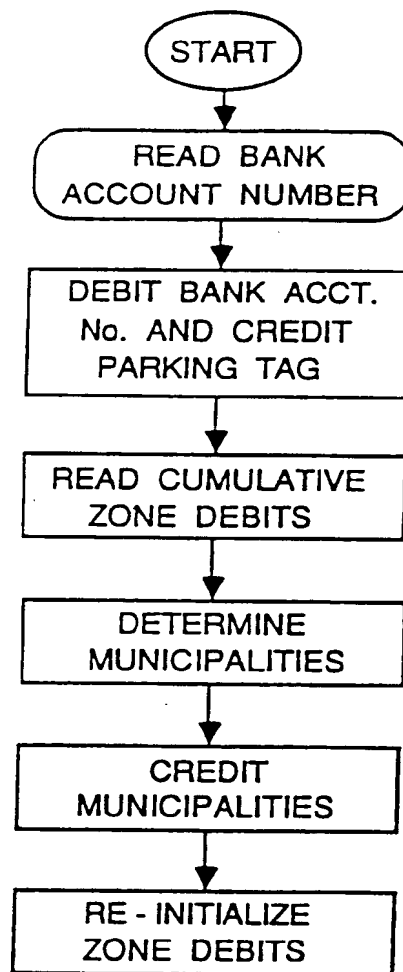 START
READ BANK
ACCOUNT NUMBER
DEBIT BANK ACCT.
No. AND CREDIT
PARKING TAG
READ CUMULATIVE
ZONE DEBITS
DETERMINE
MUNICIPALITIES
CREDIT
MUNICIPALITIES
RE - INITIALIZE
ZONE DEBITS